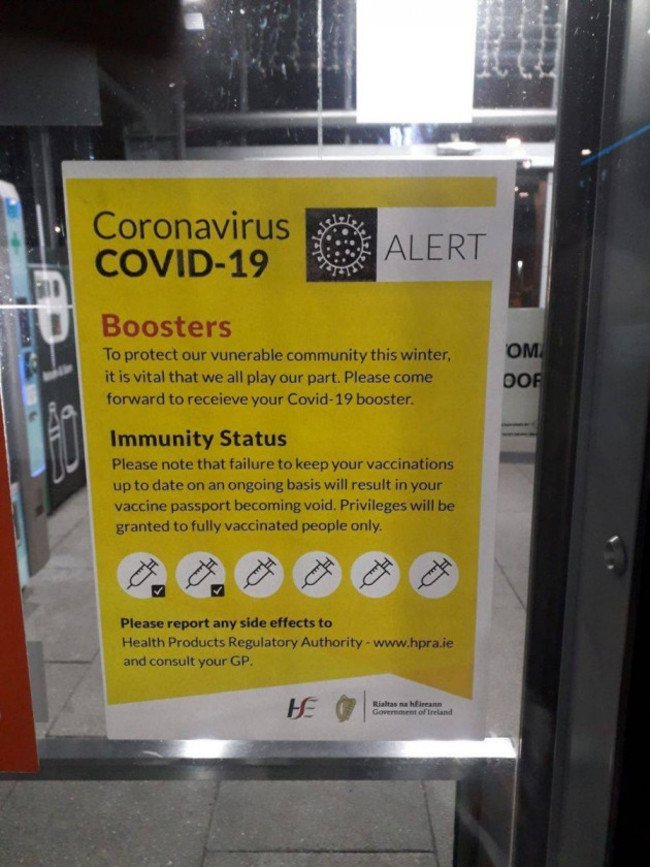 Coronavirus
COVID-19
ALERT
Boosters
To protect our vunerable community this winter,
it is vital that we all play our part. Please come
forward to receieve your Covid-19 booster.
Immunity Status
Please note that failure to keep your vaccinations
up to date on an ongoing basis will result in your
vaccine passport becoming void. Privileges will be
granted to fully vaccinated people only.
Please report any side effects to
Health Products Regulatory Authority - www.hpra.ie
and consult your GP.
HSE
Rialtas na hÉireann
Government of Ireland
TOMA
OOR